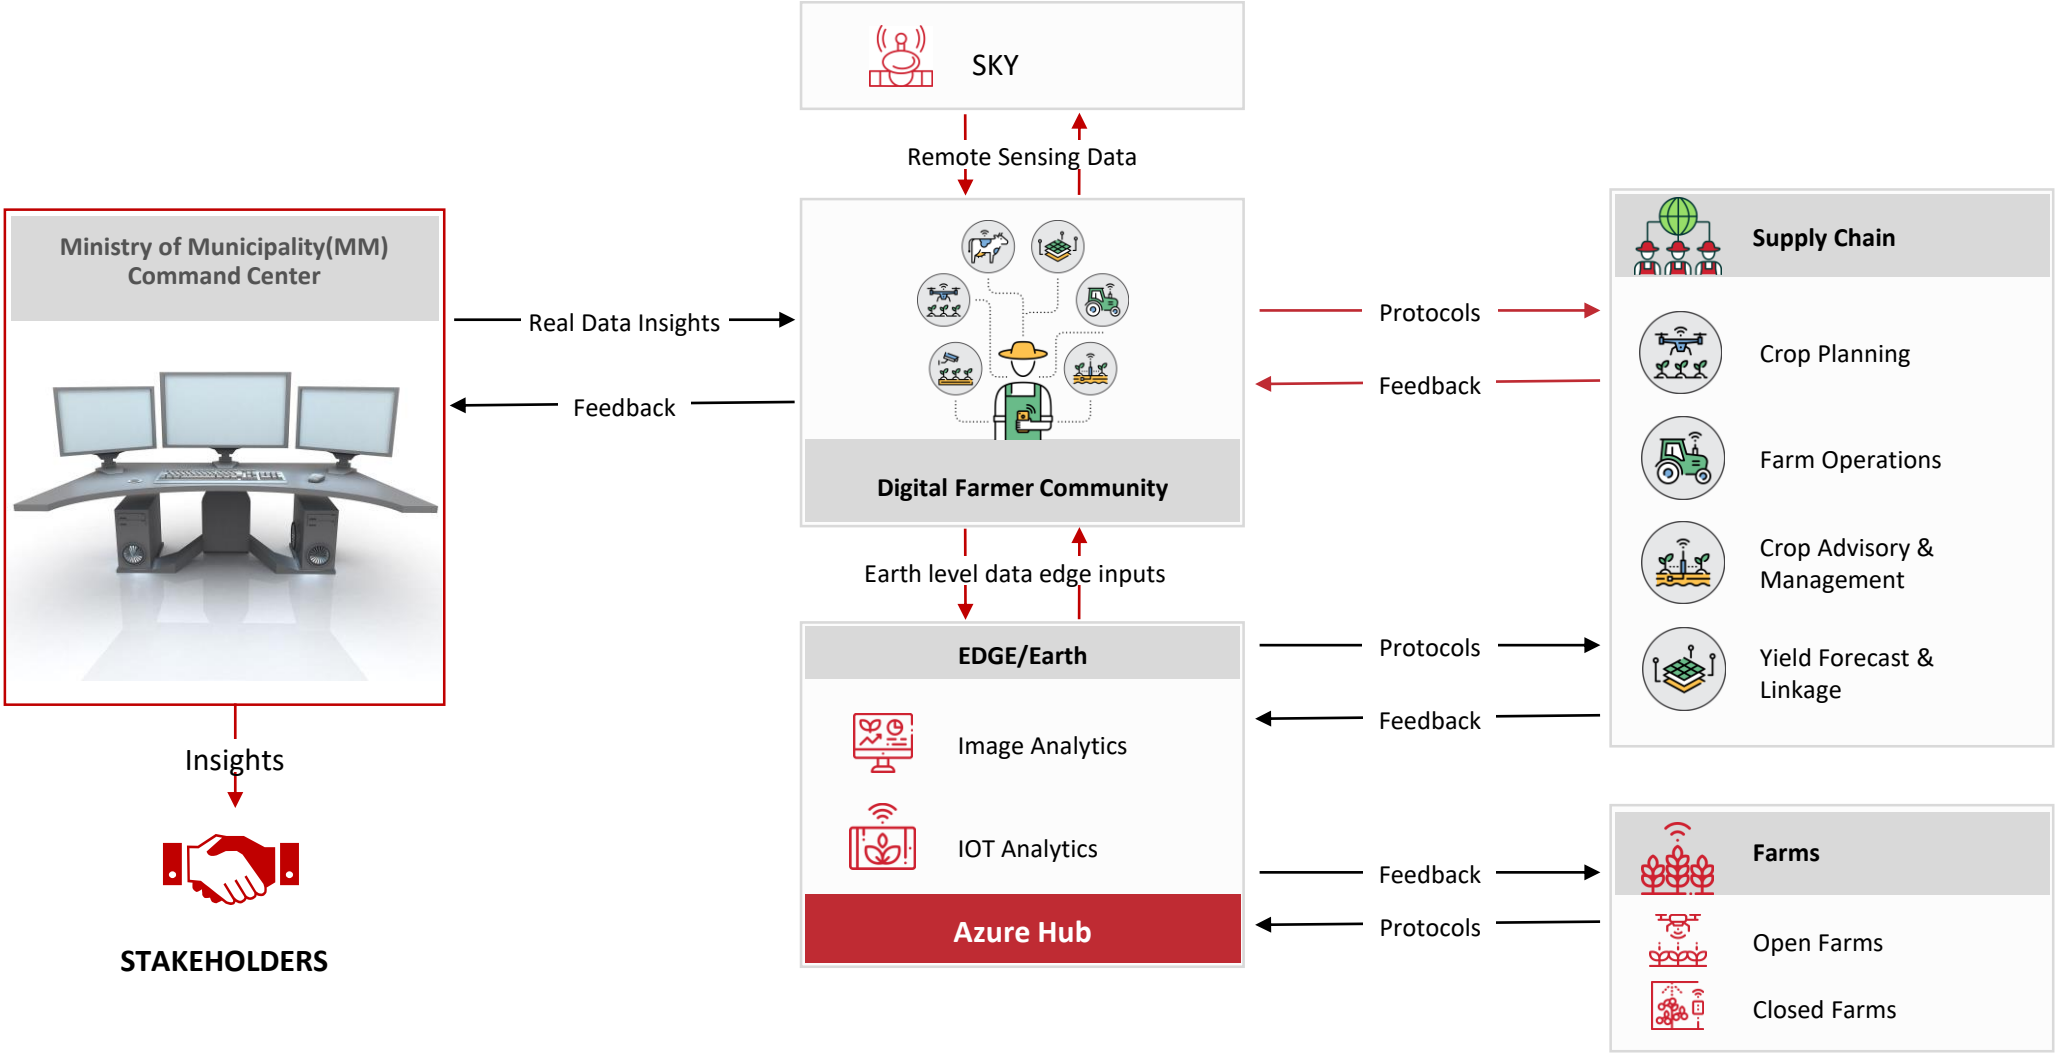 SKY
Remote Sensing Data
Ministry of Municipality(MM)
Command Center
Real Data Insights
Feedback
Insights
STAKEHOLDERS
Digital Farmer Community
Earth level data edge inputs
EDGE/Earth
Image Analytics
IOT Analytics
Azure Hub
Protocols
Feedback
Protocols
Feedback
Feedback
Protocols
Supply Chain
Crop Planning
Farm Operations
Crop Advisory &
Management
Yield Forecast &
Linkage
Farms
Open Farms
Closed Farms